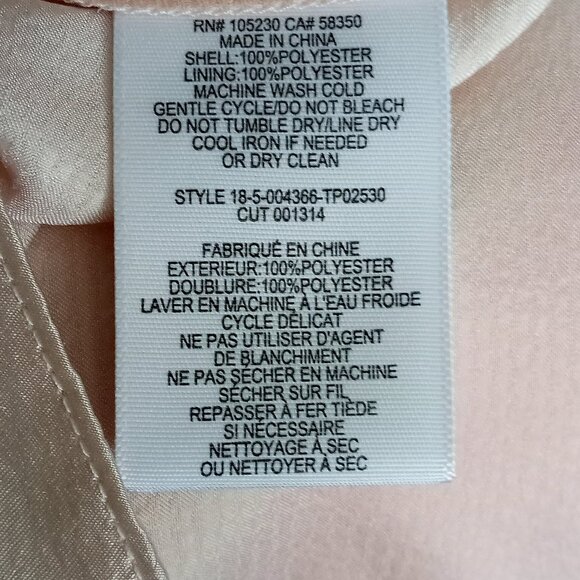 RN# 105230 CA# 58350
MADE IN CHINA
SHELL:100%POLYESTER
LINING:100%POLYESTER
MACHINE WASH COLD
GENTLE CYCLE/DO NOT BLEACH
DO NOT TUMBLE DRY/LINE DRY
COOL IRON IF NEEDED
OR DRY CLEAN
STYLE 18-5-004366-TP02530
CUT 001314
FABRIQUÉ EN CHINE
EXTERIEUR:100%POLYESTER
DOUBLURE:100%POLYESTER
LAVER EN MACHINE À L'EAU FROIDE
CYCLE DÉLICAT
NE PAS UTILISER D'AGENT
DE BLANCHIMENT
NE PAS SÉCHER EN MACHINE
SÉCHER SUR FIL
REPASSER À FER TIÈDE
SI NÉCESSAIRE
NETTOYAGE À SEC
OU NETTOYER À SEC